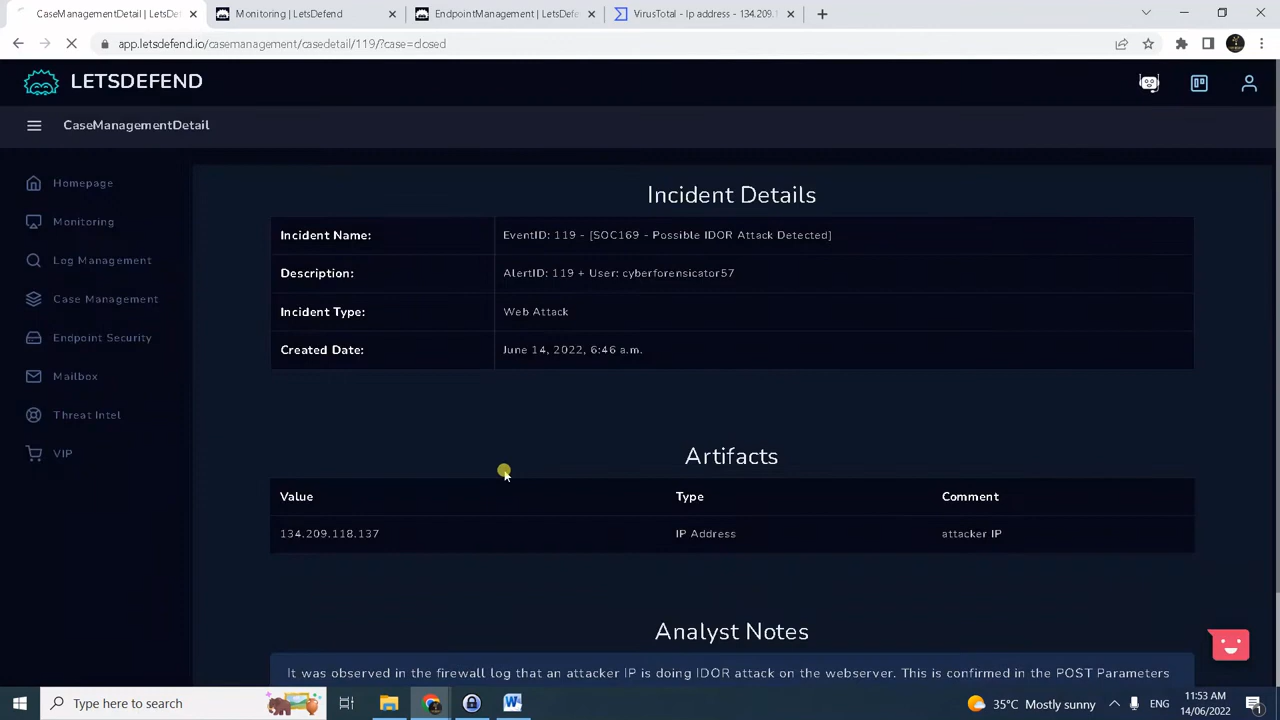 CaseManagementDetail | LetsDef
Monitoring | LetsDefend
EndpointManagement | LetsDefe
VirusTotal - Ip address - 134.209.1
app.letsdefend.io/casemanagement/casedetail/119/?case=closed
LETSDEFEND
CaseManagementDetail
Homepage
Monitoring
Log Management
Case Management
Endpoint Security
Mailbox
Threat Intel
VIP
Incident Details
Incident Name: EventID: 119 - [SOC169 - Possible IDOR Attack Detected]
Description: AlertID: 119 + User: cyberforensicator57
Incident Type: Web Attack
Created Date: June 14, 2022, 6:46 a.m.
Artifacts
Value Type Comment
134.209.118.137 IP Address attacker IP
Analyst Notes
It was observed in the firewall log that an attacker IP is doing IDOR attack on the webserver. This is confirmed in the POST Parameters
Type here to search
35°C Mostly sunny
ENG
11:53 AM
14/06/2022
1